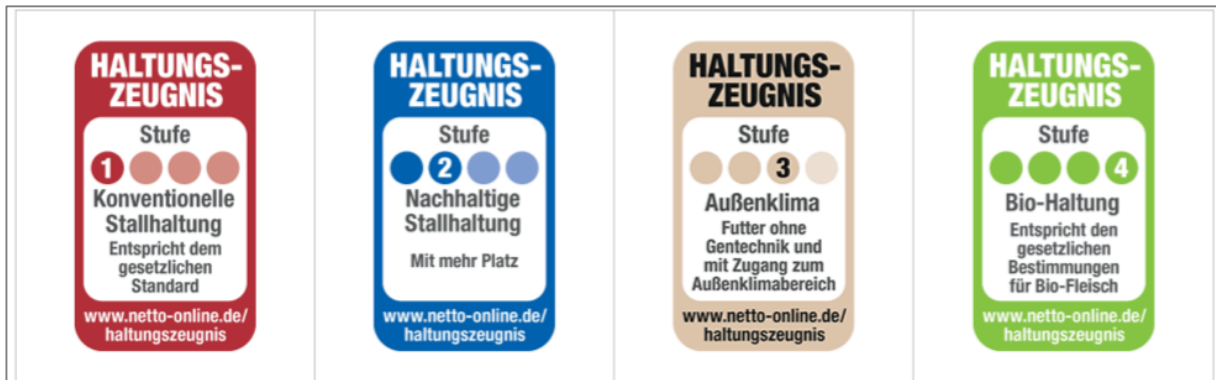 HALTUNGS-
ZEUGNIS
Stufe
1
Konventionelle
Stallhaltung
Entspricht dem
gesetzlichen
Standard
www.netto-online.de/
haltungszeugnis
HALTUNGS-
ZEUGNIS
Stufe
2
Nachhaltige
Stallhaltung
Mit mehr Platz
www.netto-online.de/
haltungszeugnis
HALTUNGS-
ZEUGNIS
Stufe
3
Außenklima
Futter ohne
Gentechnik und
mit Zugang zum
Außenklimabereich
www.netto-online.de/
haltungszeugnis
HALTUNGS-
ZEUGNIS
Stufe
4
Bio-Haltung
Entspricht den
gesetzlichen
Bestimmungen
für Bio-Fleisch
www.netto-online.de/
haltungszeugnis